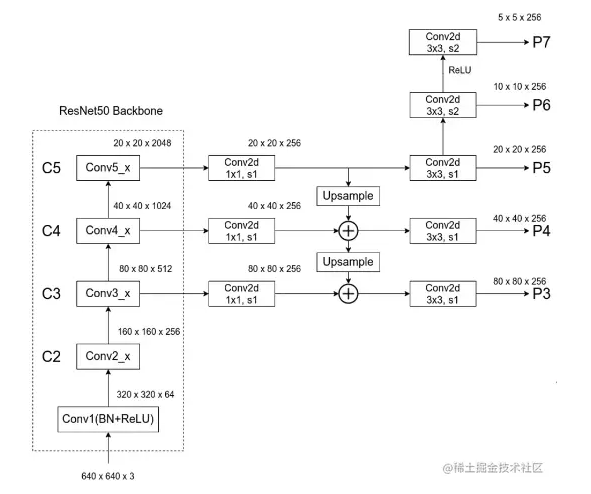 5 x 5 x 256
Conv2d
3x3, s2
P7
ReLU
10 x 10 x 256
Conv2d
3x3, s2
P6
ResNet50 Backbone
20 x 20 x 2048
20 x 20 x 256
20 x 20 x 256
C5
Conv5_x
Conv2d
1x1, s1
Conv2d
3x3, s1
P5
Upsample
40 x 40 x 1024
40 x 40 x 256
40 x 40 x 256
C4
Conv4_x
Conv2d
1x1, s1
Conv2d
3x3, s1
P4
Upsample
80 x 80 x 512
80 x 80 x 256
80 x 80 x 256
C3
Conv3_x
Conv2d
1x1, s1
Conv2d
3x3, s1
P3
160 x 160 x 256
C2
Conv2_x
320 x 320 x 64
Conv1(BN+ReLU)
640 x 640 x 3
@稀土掘金技术社区